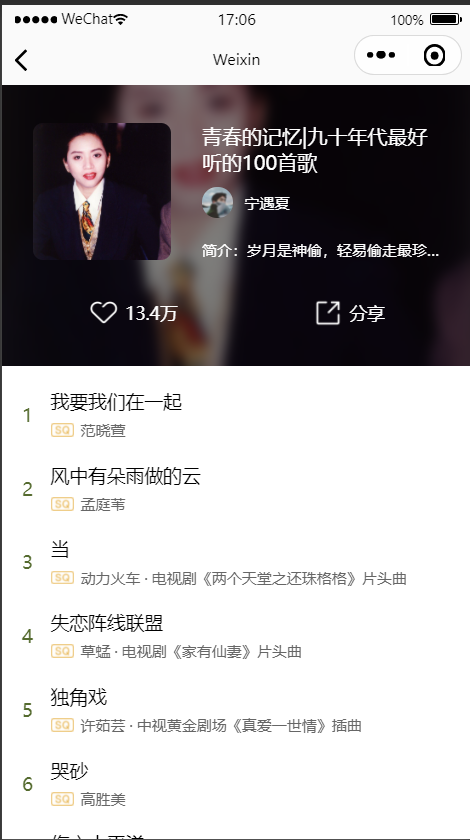 WeChat 17:06 100%
Weixin
青春的记忆|九十年代最好
听的100首歌
宁遇夏
简介：岁月是神偷，轻易偷走最珍...
13.4万 分享
1 我要我们在一起
SQ 范晓萱
2 风中有朵雨做的云
SQ 孟庭苇
3 当
SQ 动力火车 · 电视剧《两个天堂之还珠格格》片头曲
4 失恋阵线联盟
SQ 草蜢 · 电视剧《家有仙妻》片头曲
5 独角戏
SQ 许茹芸 · 中视黄金剧场《真爱一世情》插曲
6 哭砂
SQ 高胜美